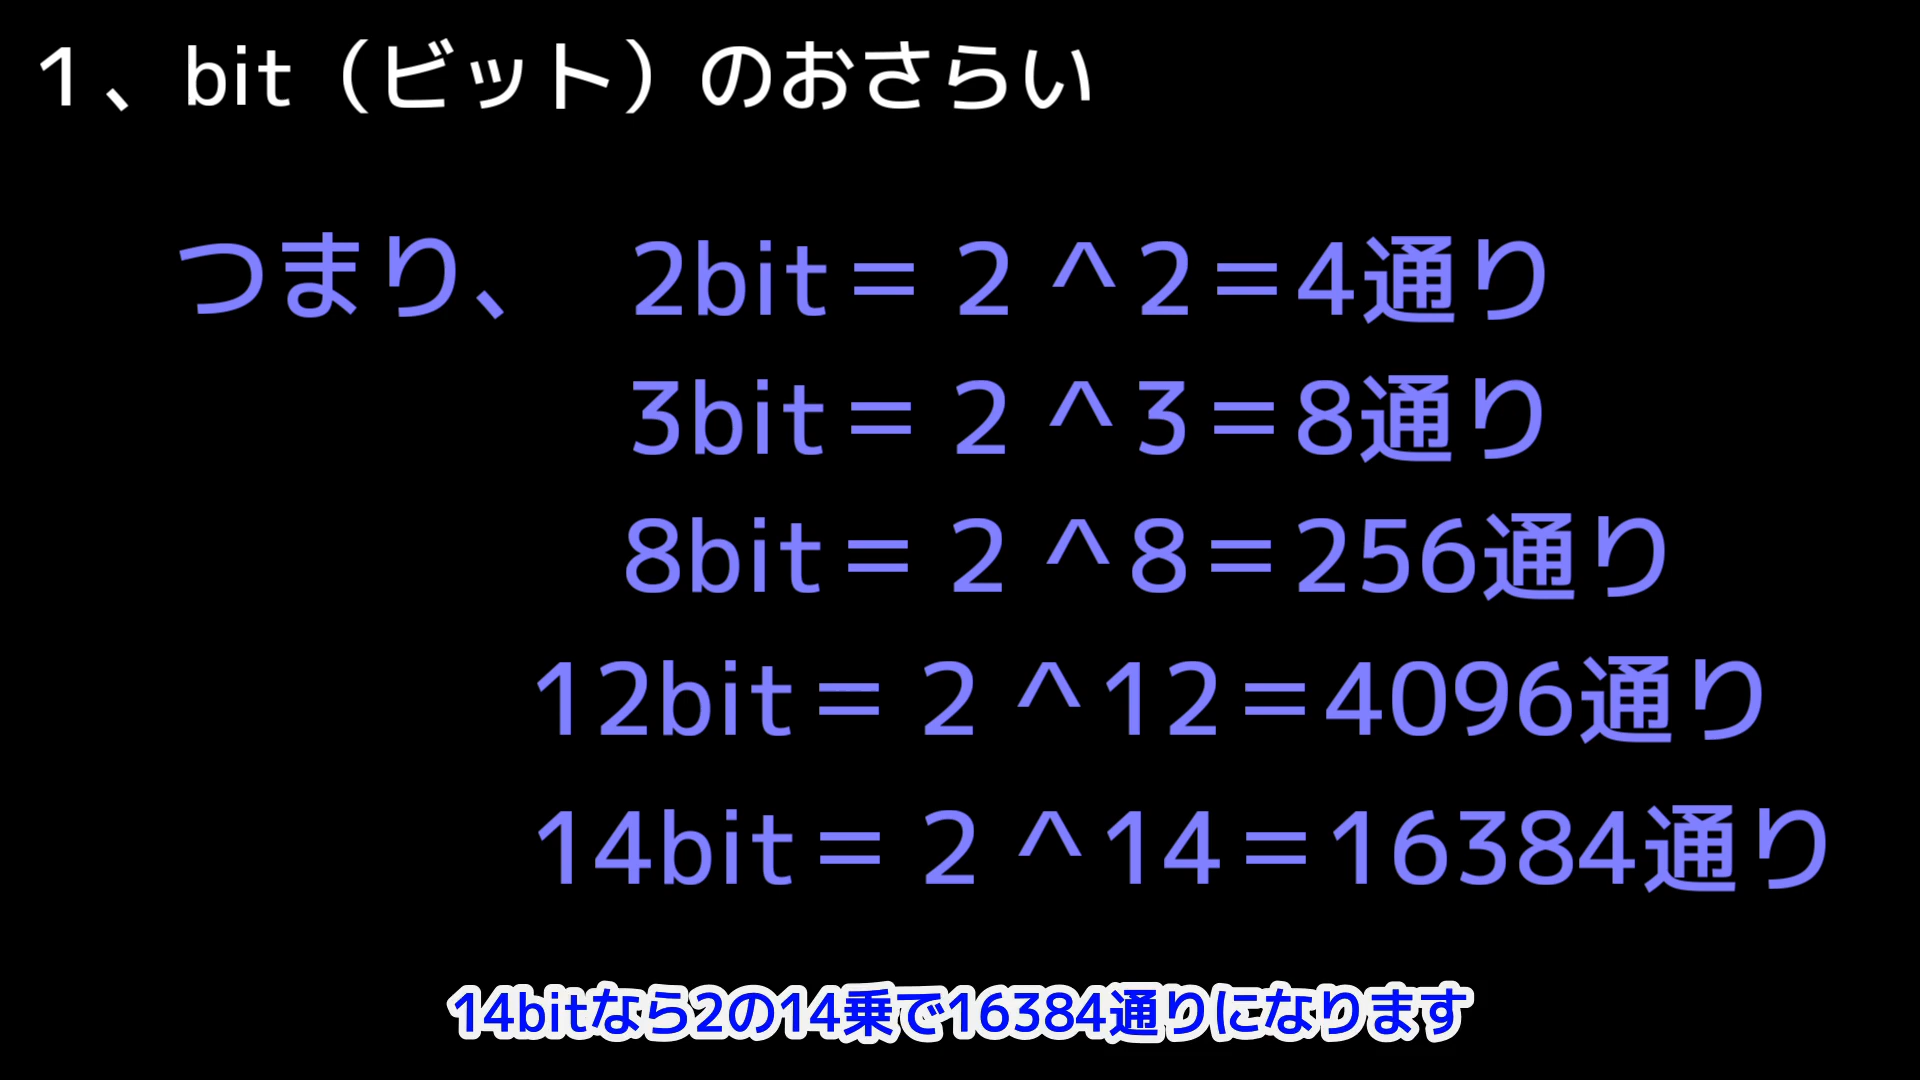 １、bit（ビット）のおさらい
つまり、 2bit＝２^2＝4通り
3bit＝２^3＝8通り
8bit＝２^8＝256通り
12bit＝２^12＝4096通り
14bit＝２^14＝16384通り
14bitなら2の14乗で16384通りになります